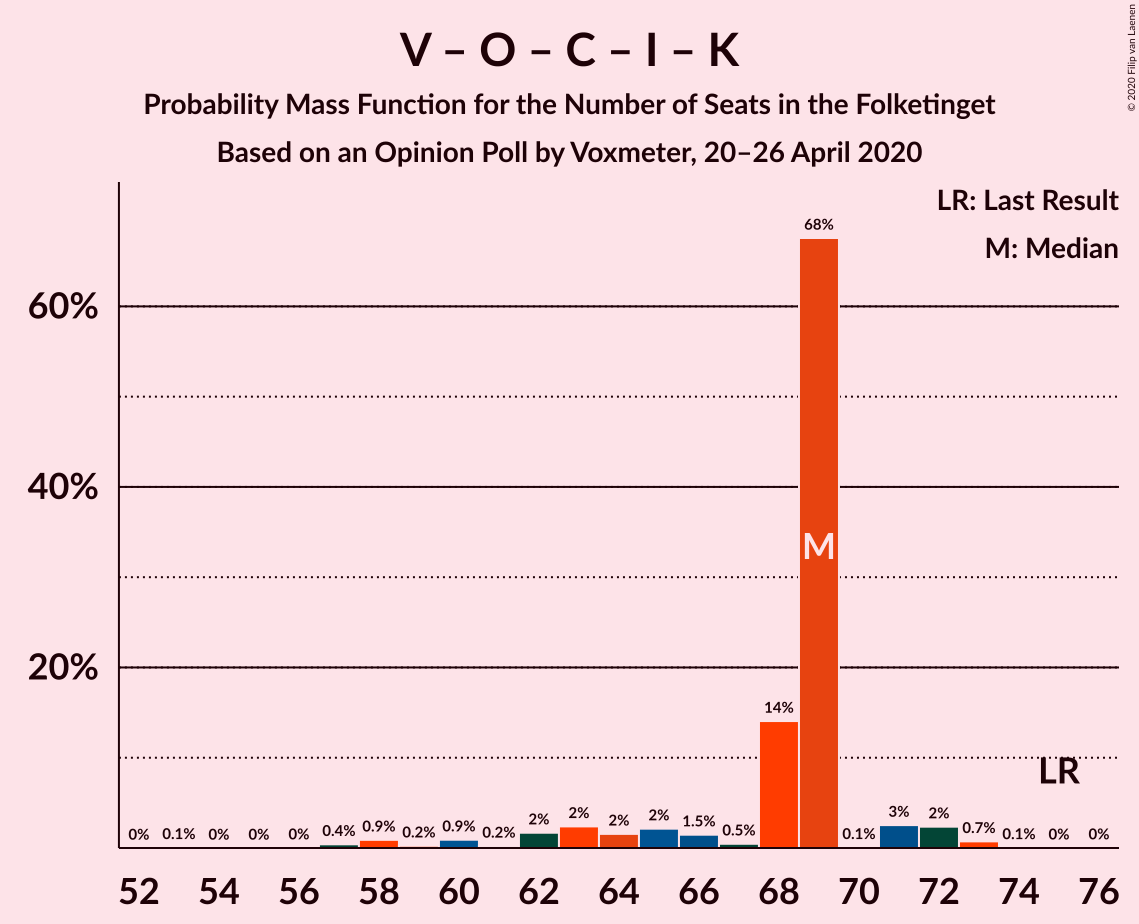 V – O – C – I – K
Probability Mass Function for the Number of Seats in the Folketinget
Based on an Opinion Poll by Voxmeter, 20–26 April 2020
© 2020 Filip van Laenen
LR: Last Result
M: Median
60%
40%
20%
0% 0.1% 0% 0% 0% 0.4% 0.9% 0.2% 0.9% 0.2% 2% 2% 2% 2% 1.5% 0.5% 14% 68% 0.1% 3% 2% 0.7% 0.1% 0% 0%
M
LR
52 54 56 58 60 62 64 66 68 70 72 74 76